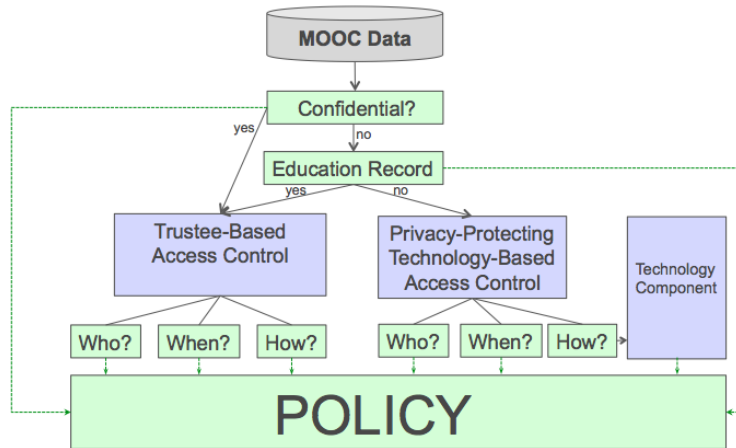 MOOC Data
Confidential?
yes
no
Education Record
yes
no
Trustee-Based
Access Control
Privacy-Protecting
Technology-Based
Access Control
Technology
Component
Who?
When?
How?
Who?
When?
How?
POLICY